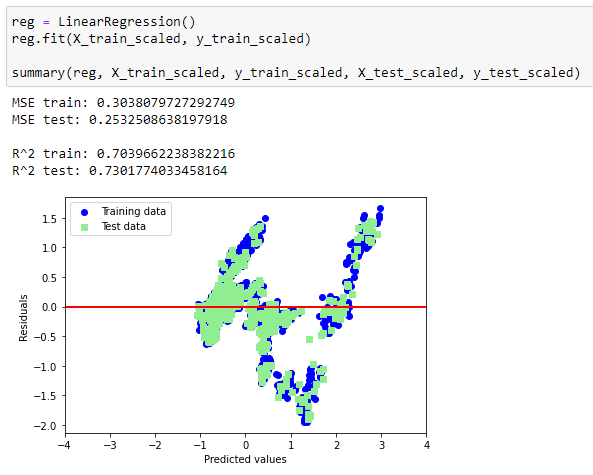 reg = LinearRegression()
reg.fit(X_train_scaled, y_train_scaled)
summary(reg, X_train_scaled, y_train_scaled, X_test_scaled, y_test_scaled)
MSE train: 0.3038079727292749
MSE test: 0.2532508638197918
R^2 train: 0.7039662238382216
R^2 test: 0.7301774033458164
Training data
Test data
1.5
1.0
0.5
0.0
−0.5
−1.0
−1.5
−2.0
Residuals
−4 −3 −2 −1 0 1 2 3 4
Predicted values